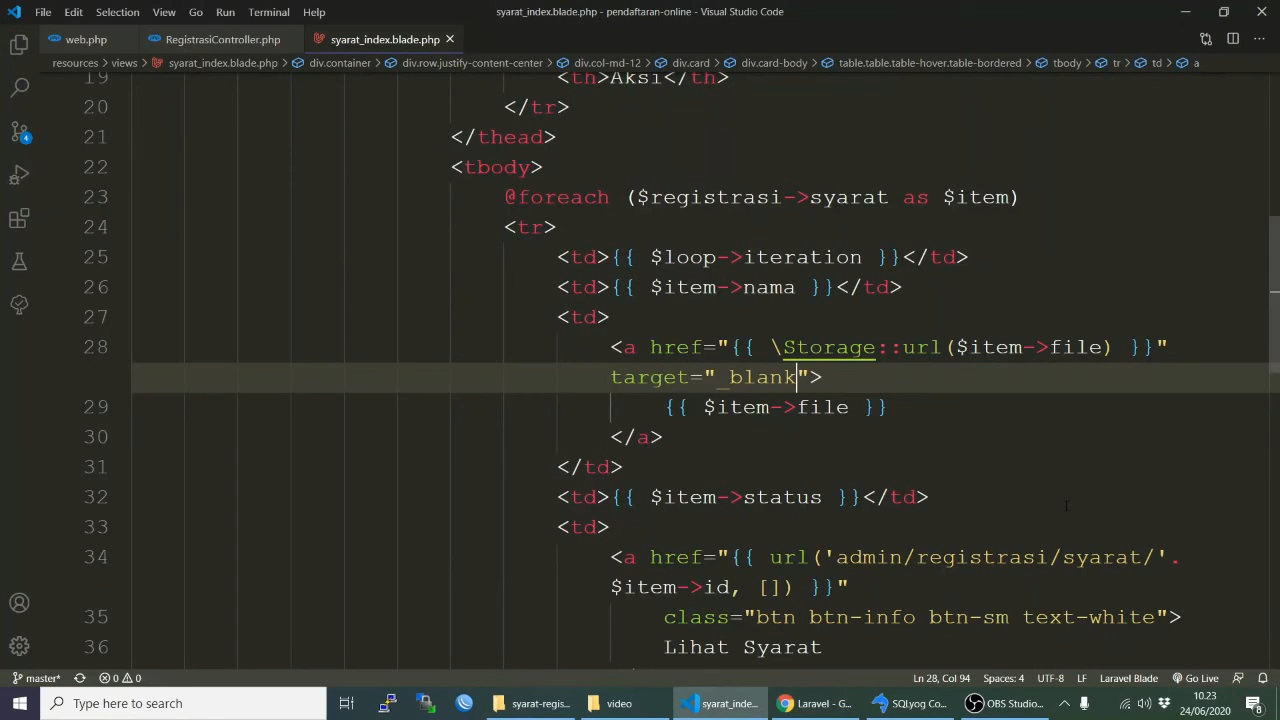 File Edit Selection View Go Run Terminal Help
syarat_index.blade.php - pendaftaran-online - Visual Studio Code
web.php RegistrasiController.php syarat_index.blade.php
resources > views > syarat_index.blade.php > div.container > div.row.justify-content-center > div.col-md-12 > div.card > div.card-body > table.table.table-hover.table-bordered > tbody > tr > td > a
19 <th>Aksi</th>
20 </tr>
21 </thead>
22 <tbody>
23 @foreach ($registrasi->syarat as $item)
24 <tr>
25 <td>{{ $loop->iteration }}</td>
26 <td>{{ $item->nama }}</td>
27 <td>
28 <a href="{{ \Storage::url($item->file) }}"
target="_blank">
29 {{ $item->file }}
30 </a>
31 </td>
32 <td>{{ $item->status }}</td>
33 <td>
34 <a href="{{ url('admin/registrasi/syarat/'.
$item->id, []) }}"
35 class="btn btn-info btn-sm text-white">
36 Lihat Syarat
4
master* 0 0 Ln 28, Col 94 Spaces: 4 UTF-8 LF Laravel Blade Go Live
Type here to search syarat-regis... video syarat_inde... Laravel - G... SQLyog Co... OBS Studio... 10.23
24/06/2020
8